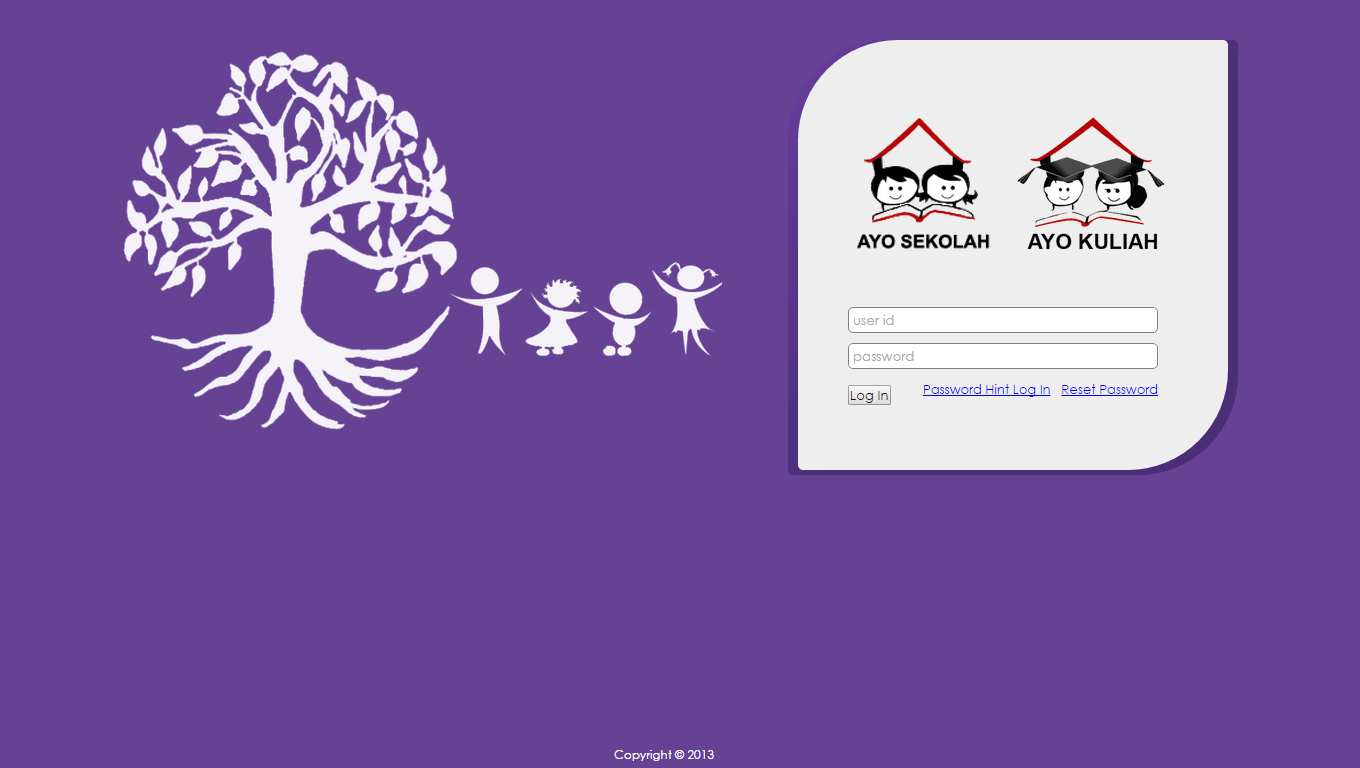 AYO SEKOLAH
AYO KULIAH
user id
password
Log In
Password Hint Log In
Reset Password
Copyright © 2013